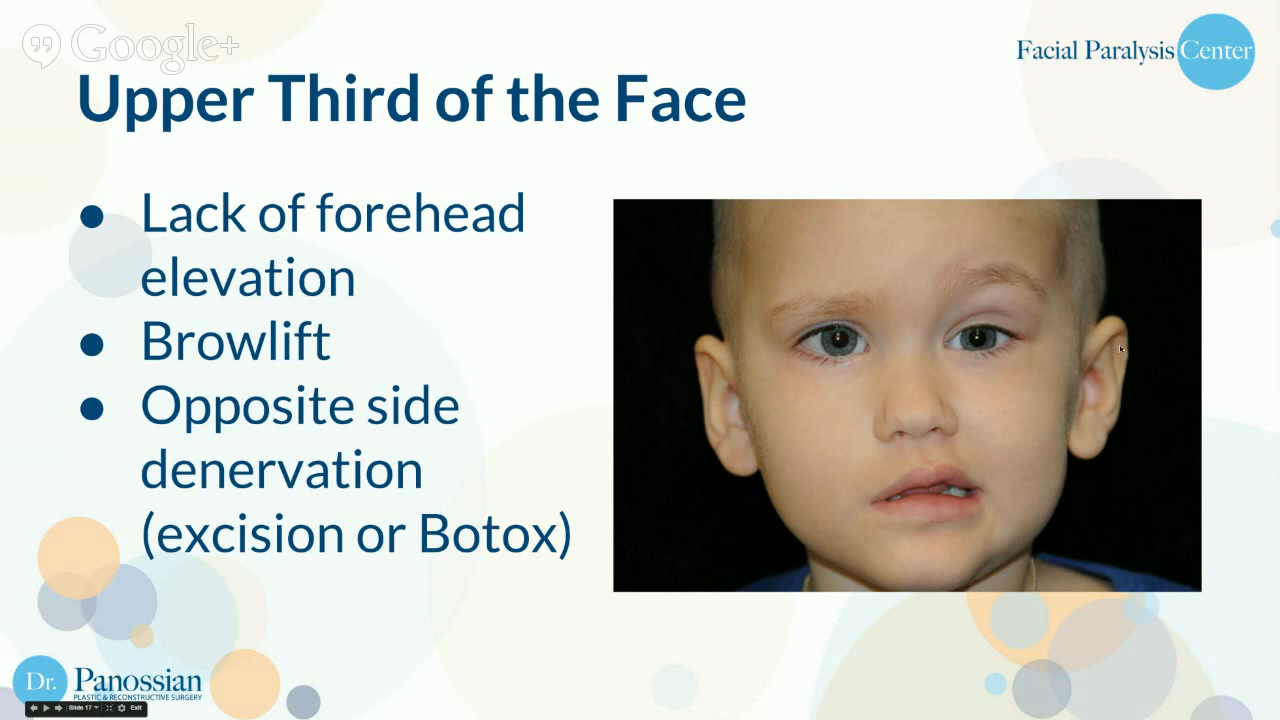 Google+
Facial Paralysis Center
Upper Third of the Face
● Lack of forehead
elevation
● Browlift
● Opposite side
denervation
(excision or Botox)
Dr. Panossian
PLASTIC & RECONSTRUCTIVE SURGERY
Slide 17
Exit